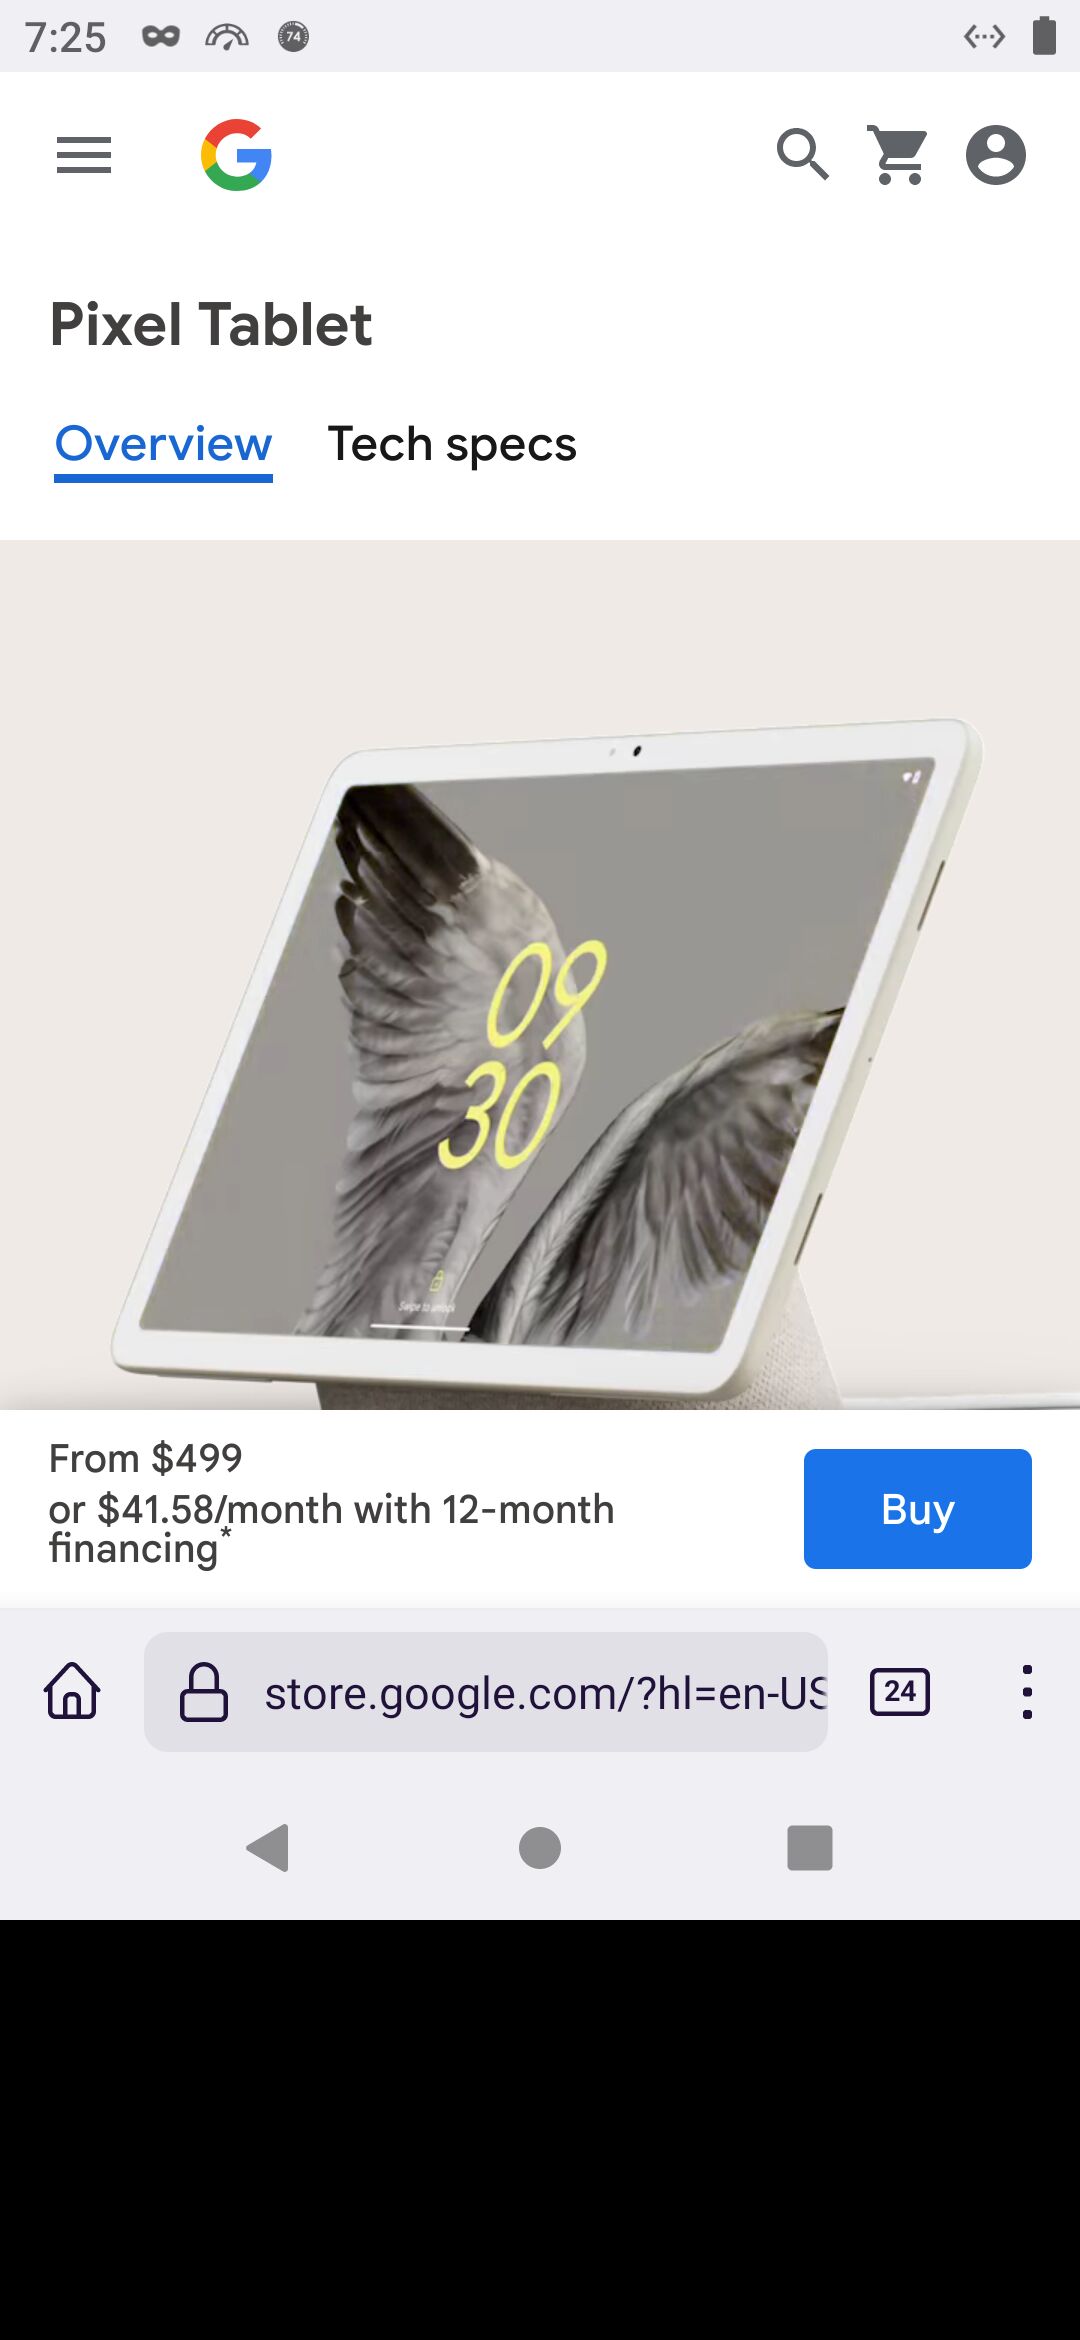 7:25
74
Pixel Tablet
Overview
Tech specs
09
30
Swipe to unlock
From $499
or $41.58/month with 12-month
financing*
Buy
store.google.com/?hl=en-US
24